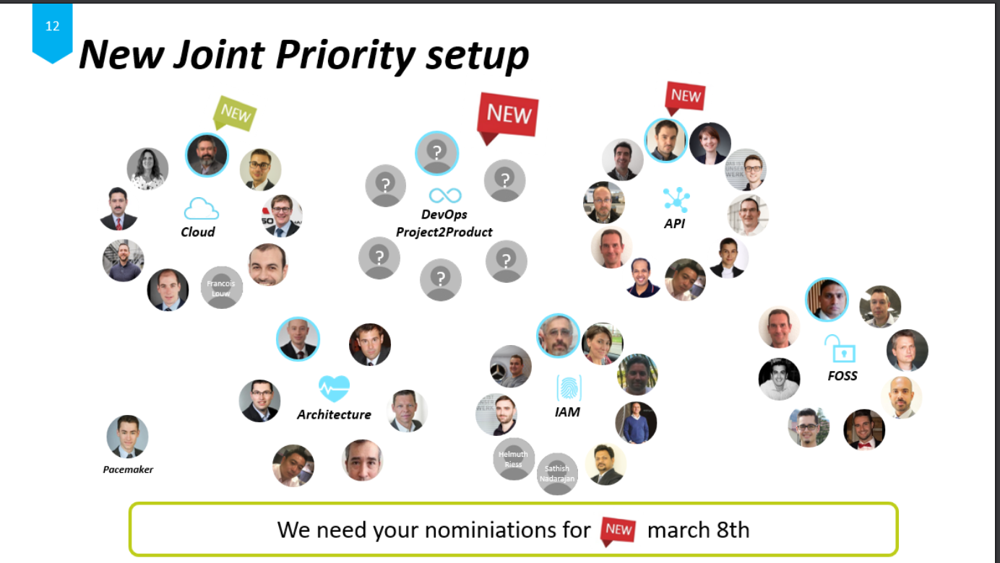 12
New Joint Priority setup
NEW
NEW
NEW
Cloud
Francois
Louw
?
?
?
?
?
?
DevOps
Project2Product
API
Architecture
IAM
Helmuth
Riess
Sathish
Nadarajan
FOSS
Pacemaker
We need your nominiations for NEW march 8th